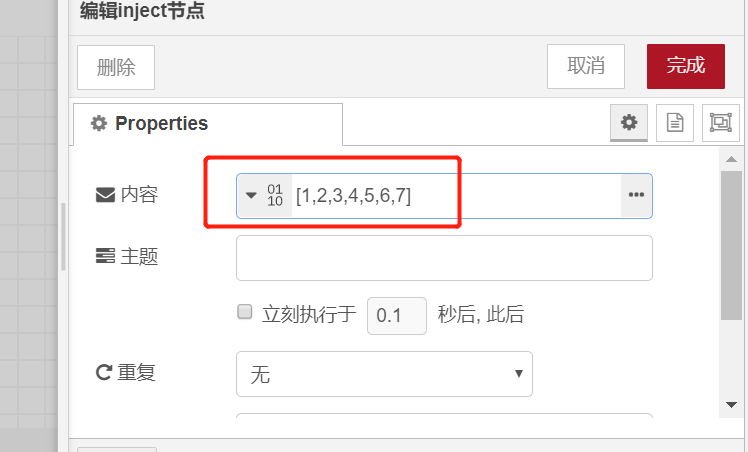 编辑inject节点
删除
取消
完成
Properties
内容
01
10
[1,2,3,4,5,6,7]
主题
立刻执行于 0.1 秒后, 此后
重复
无